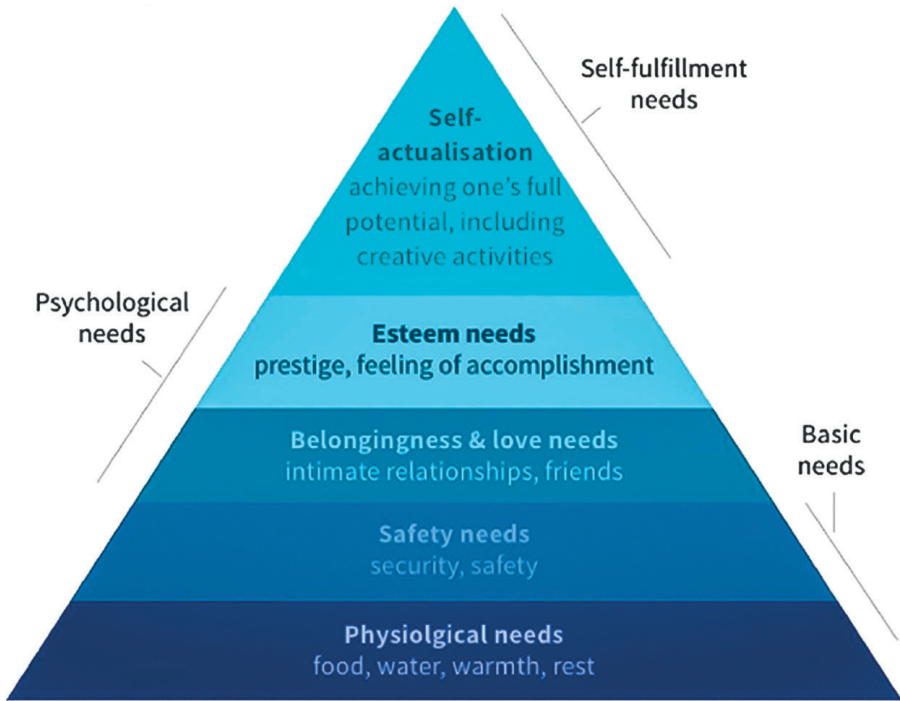 Self-fulfillment
needs
Self-
actualisation
achieving one's full
potential, including
creative activities
Psychological
needs
Esteem needs
prestige, feeling of accomplishment
Belongingness & love needs
intimate relationships, friends
Basic
needs
Safety needs
security, safety
Physiolgical needs
food, water, warmth, rest